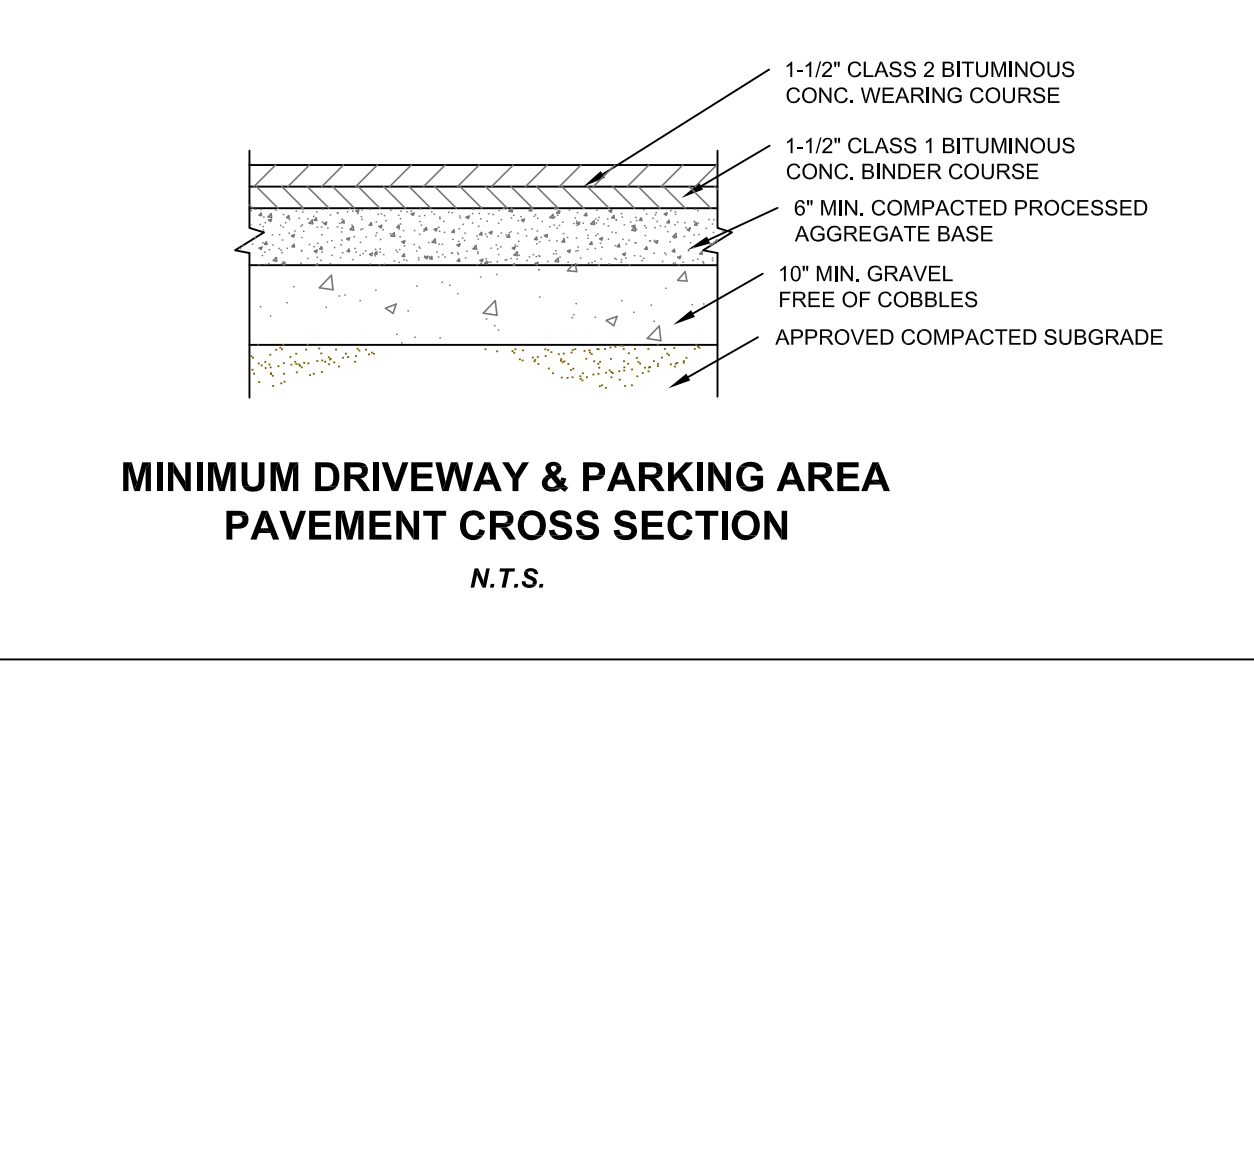 1-1/2" CLASS 2 BITUMINOUS
CONC. WEARING COURSE
1-1/2" CLASS 1 BITUMINOUS
CONC. BINDER COURSE
6" MIN. COMPACTED PROCESSED
AGGREGATE BASE
10" MIN. GRAVEL
FREE OF COBBLES
APPROVED COMPACTED SUBGRADE
MINIMUM DRIVEWAY & PARKING AREA
PAVEMENT CROSS SECTION
N.T.S.